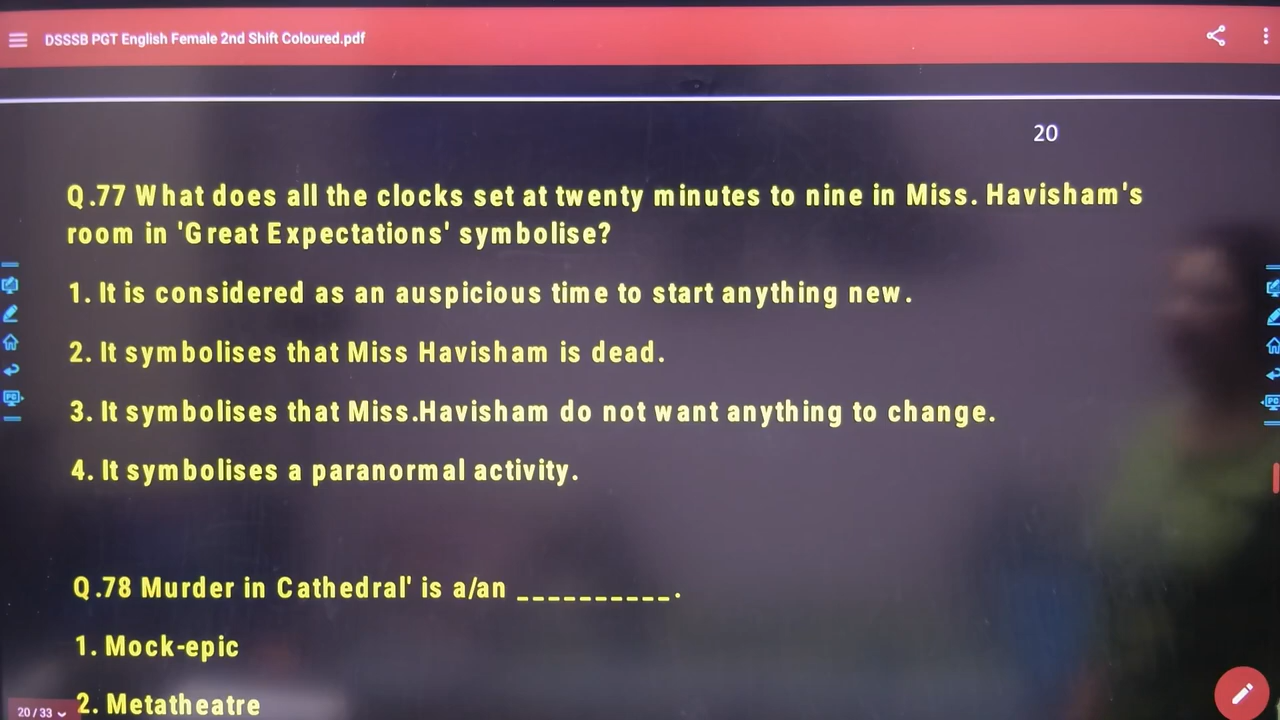 DSSSB PGT English Female 2nd Shift Coloured.pdf
20
Q.77 What does all the clocks set at twenty minutes to nine in Miss. Havisham's
room in 'Great Expectations' symbolise?
1. It is considered as an auspicious time to start anything new.
2. It symbolises that Miss Havisham is dead.
3. It symbolises that Miss.Havisham do not want anything to change.
4. It symbolises a paranormal activity.
Q.78 Murder in Cathedral' is a/an __________.
1. Mock-epic
2. Metatheatre
20 / 33
PC
PC